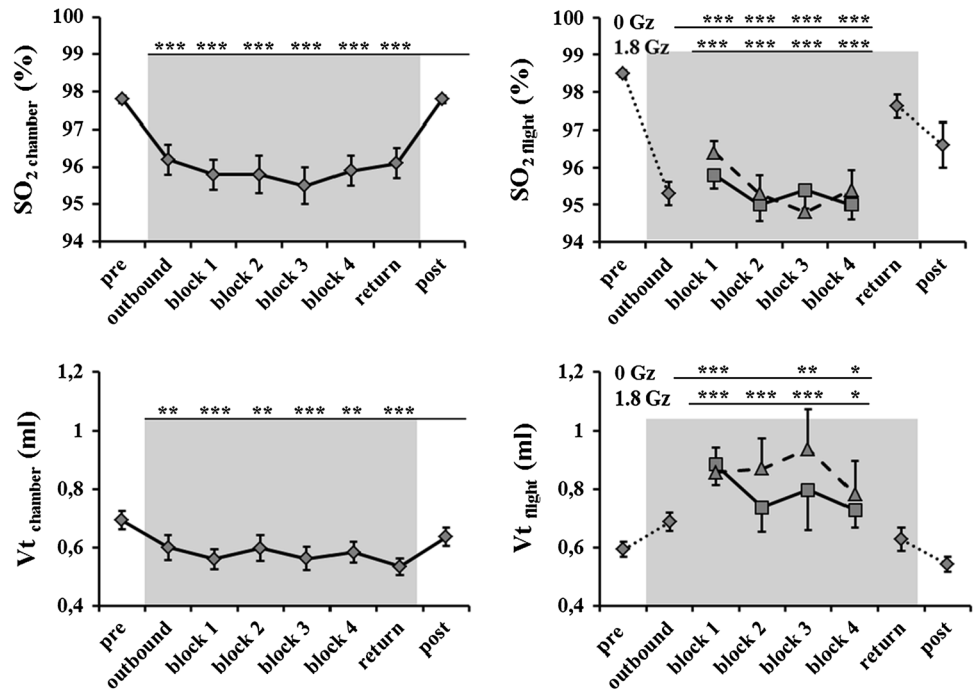 SO2 chamber (%)
100
99
98
97
96
95
94
*** *** *** *** *** ***
pre outbound block 1 block 2 block 3 block 4 return post
SO2 flight (%)
100
99
98
97
96
95
94
0 Gz *** *** *** ***
1.8 Gz *** *** *** ***
pre outbound block 1 block 2 block 3 block 4 return post
Vt chamber (ml)
1,2
1
0,8
0,6
0,4
** *** ** *** ** ***
pre outbound block 1 block 2 block 3 block 4 return post
Vt flight (ml)
1,2
1
0,8
0,6
0,4
0 Gz *** ** *
1.8 Gz *** *** *** *
pre outbound block 1 block 2 block 3 block 4 return post